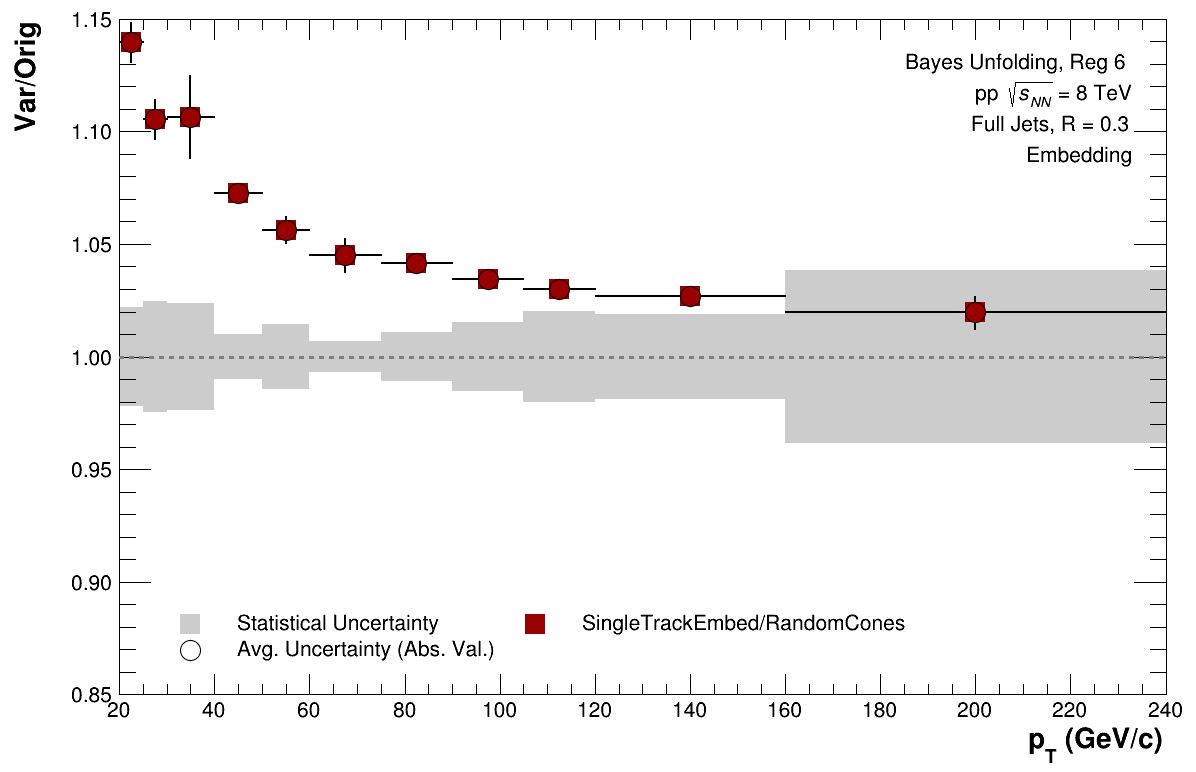 Var/Orig
1.15
1.10
1.05
1.00
0.95
0.90
0.85
Bayes Unfolding, Reg 6
pp √s_NN = 8 TeV
Full Jets, R = 0.3
Embedding
Statistical Uncertainty
SingleTrackEmbed/RandomCones
Avg. Uncertainty (Abs. Val.)
20 40 60 80 100 120 140 160 180 200 220 240
p_T (GeV/c)